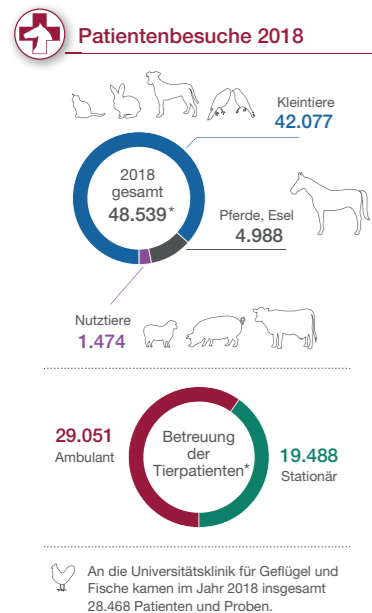 Patientenbesuche 2018
Kleintiere
42.077
2018
gesamt
48.539*
Pferde, Esel
4.988
Nutztiere
1.474
29.051
Ambulant
Betreuung
der
Tierpatienten*
19.488
Stationär
An die Universitätsklinik für Geflügel und
Fische kamen im Jahr 2018 insgesamt
28.468 Patienten und Proben.